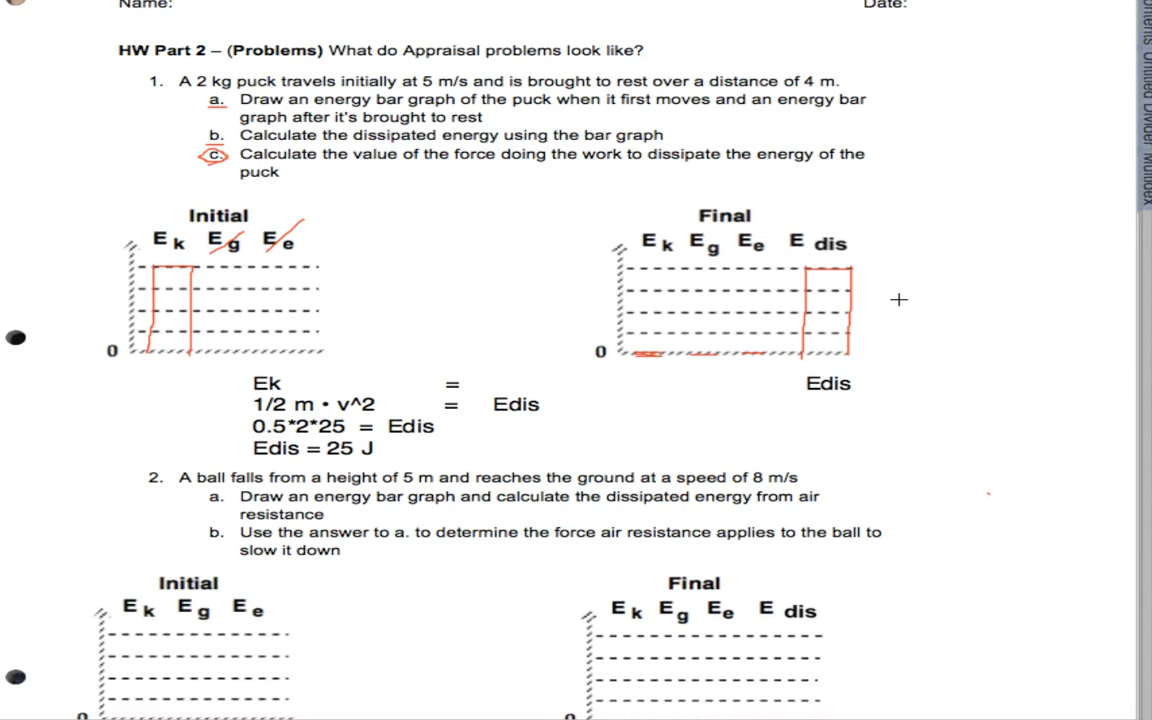 Name:
Date:
HW Part 2 – (Problems) What do Appraisal problems look like?
1. A 2 kg puck travels initially at 5 m/s and is brought to rest over a distance of 4 m.
a. Draw an energy bar graph of the puck when it first moves and an energy bar
graph after it's brought to rest
b. Calculate the dissipated energy using the bar graph
c. Calculate the value of the force doing the work to dissipate the energy of the
puck
Initial
E k E g E e
0
Final
E k E g E e E dis
0
Ek = Edis
1/2 m • v^2 = Edis
0.5*2*25 = Edis
Edis = 25 J
2. A ball falls from a height of 5 m and reaches the ground at a speed of 8 m/s
a. Draw an energy bar graph and calculate the dissipated energy from air
resistance
b. Use the answer to a. to determine the force air resistance applies to the ball to
slow it down
Initial
E k E g E e
0
Final
E k E g E e E dis
0